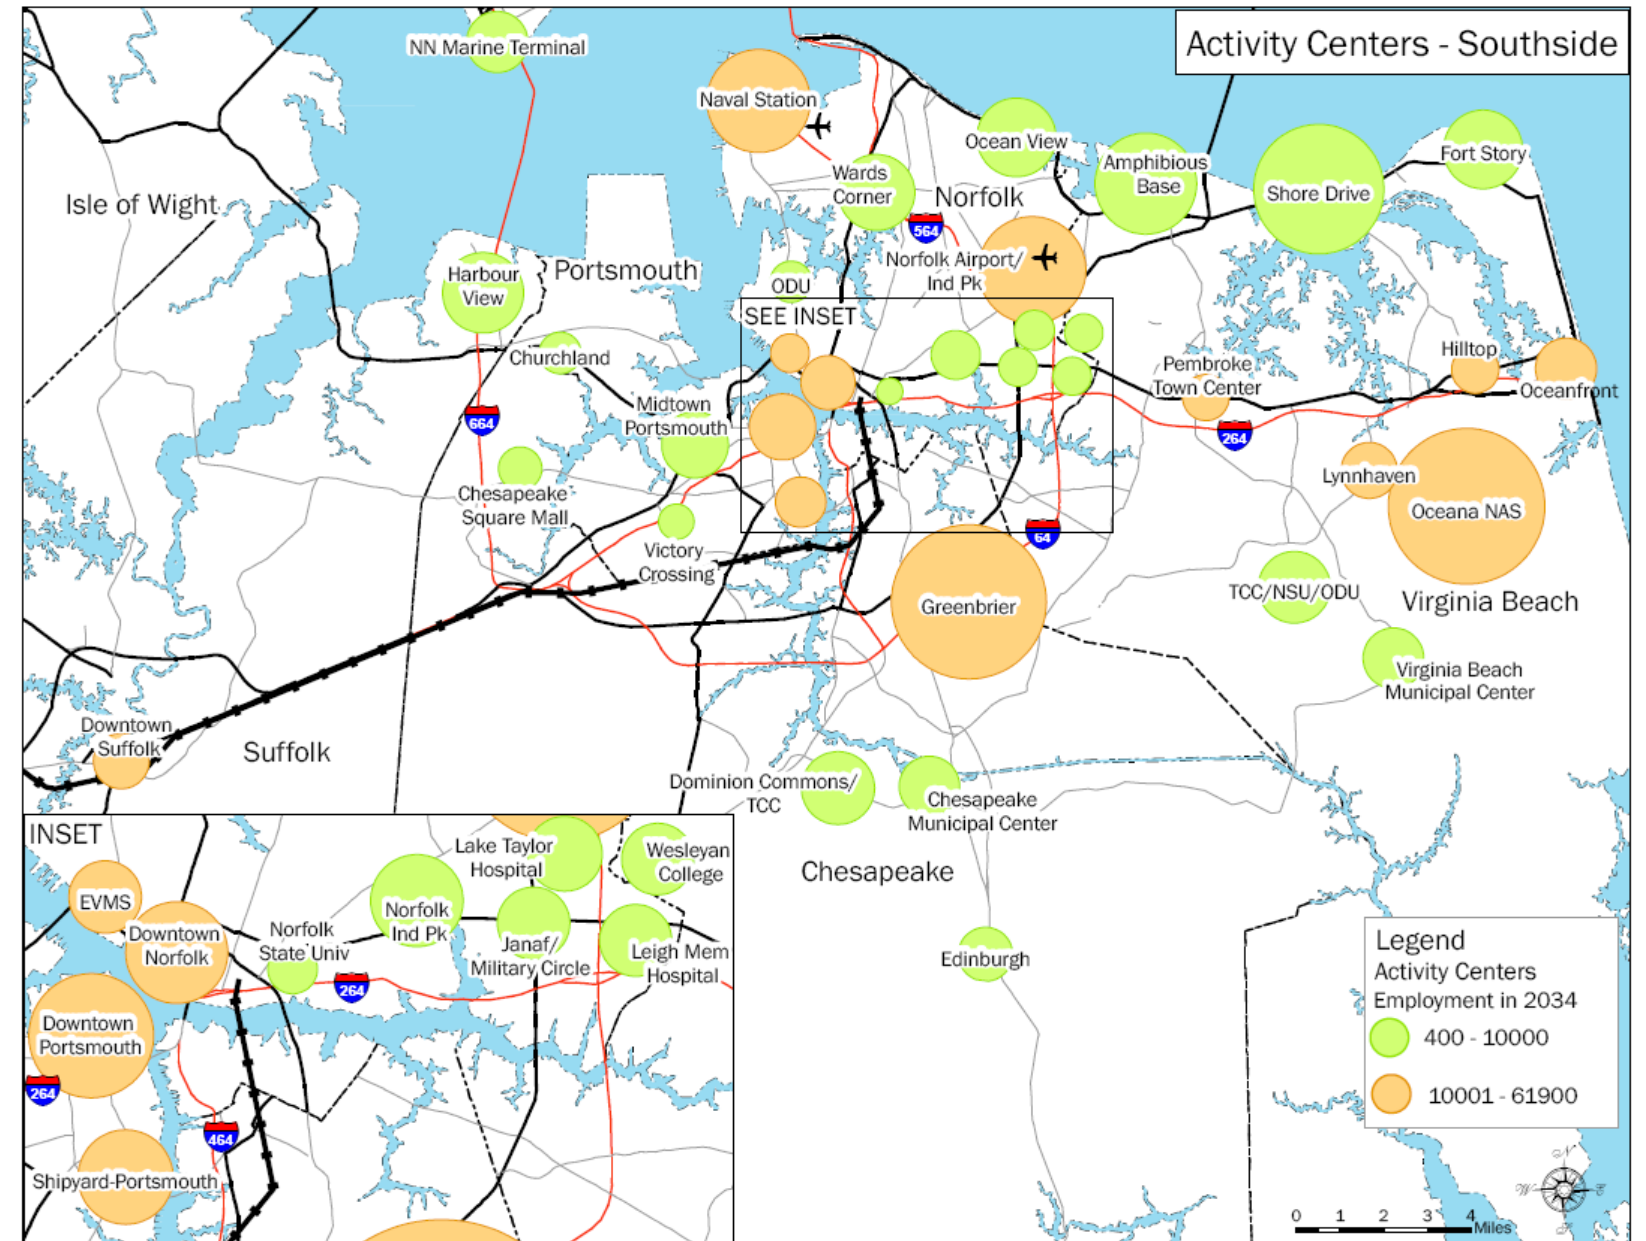 Activity Centers - Southside
NN Marine Terminal
Naval Station
Ocean View
Amphibious
Base
Shore Drive
Fort Story
Wards
Corner
Norfolk
564
Isle of Wight
Norfolk Airport/
Ind Pk
Harbour
View
Portsmouth
ODU
SEE INSET
Churchland
Pembroke
Town Center
Hilltop
Oceanfront
Midtown
Portsmouth
664
264
Lynnhaven
Oceana NAS
Chesapeake
Square Mall
64
Victory
Crossing
Greenbrier
TCC/NSU/ODU
Virginia Beach
Virginia Beach
Municipal Center
Downtown
Suffolk
Suffolk
Dominion Commons/
TCC
Chesapeake
Municipal Center
Chesapeake
Edinburgh
INSET
Lake Taylor
Hospital
Wesleyan
College
EVMS
Downtown
Norfolk
Norfolk
State Univ
Norfolk
Ind Pk
Janaf/
Military Circle
Leigh Mem
Hospital
264
Downtown
Portsmouth
264
464
Shipyard-Portsmouth
Legend
Activity Centers
Employment in 2034
400 - 10000
10001 - 61900
N
W
E
S
0 1 2 3 4
Miles